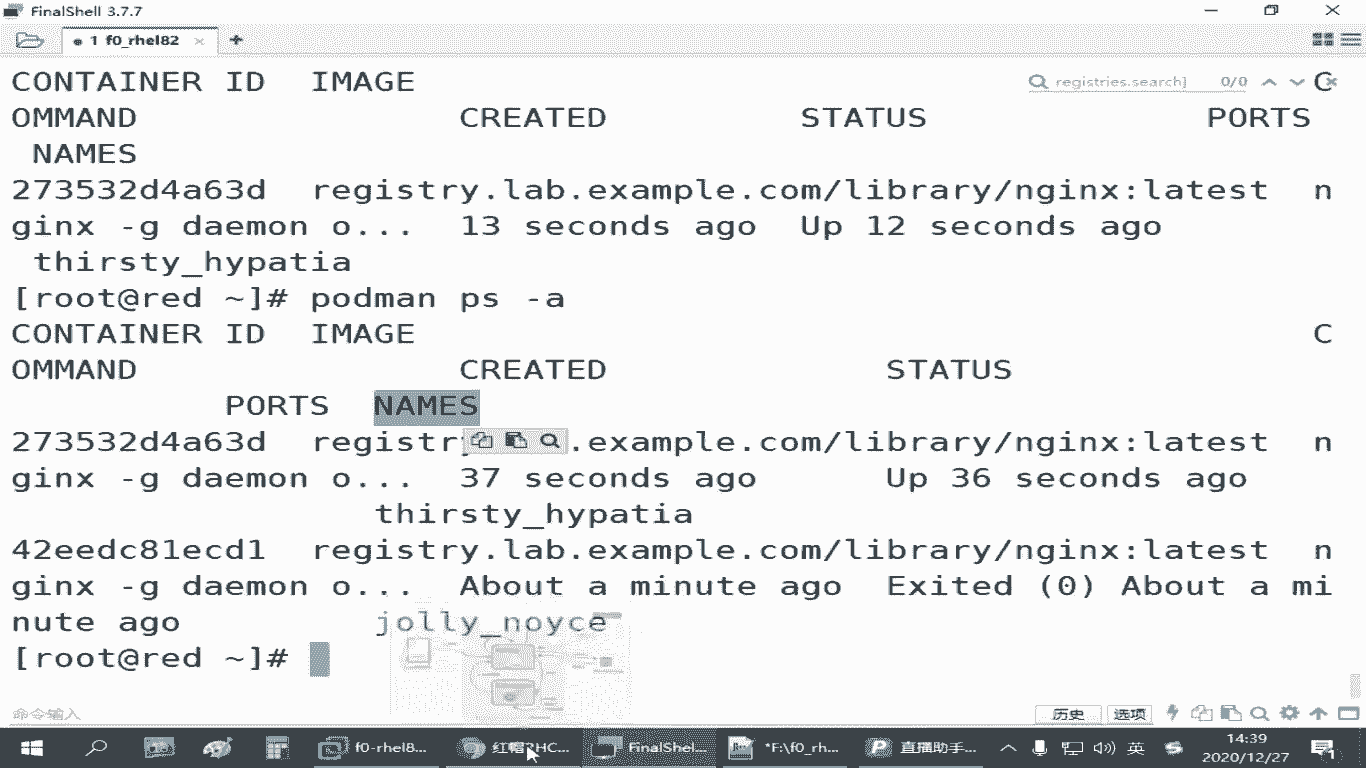 FinalShell 3.7.7
1 f0_rhel82
CONTAINER ID  IMAGE  C
registries.search]  0/0
OMMAND  CREATED  STATUS  PORTS
NAMES
273532d4a63d  registry.lab.example.com/library/nginx:latest  n
ginx -g daemon o...  13 seconds ago  Up 12 seconds ago
thirsty_hypatia
[root@red ~]# podman ps -a
CONTAINER ID  IMAGE  C
OMMAND  CREATED  STATUS
PORTS  NAMES
273532d4a63d  registr .example.com/library/nginx:latest  n
ginx -g daemon o...  37 seconds ago  Up 36 seconds ago
thirsty_hypatia
42eedc81ecd1  registry.lab.example.com/library/nginx:latest  n
ginx -g daemon o...  About a minute ago  Exited (0) About a mi
nute ago  jolly_noyce
[root@red ~]#
命令输入  历史  选项
f0-rhel8...  红帽RHC...  FinalShel...  *F:\f0_rh...  直播助手...  英  14:39
2020/12/27